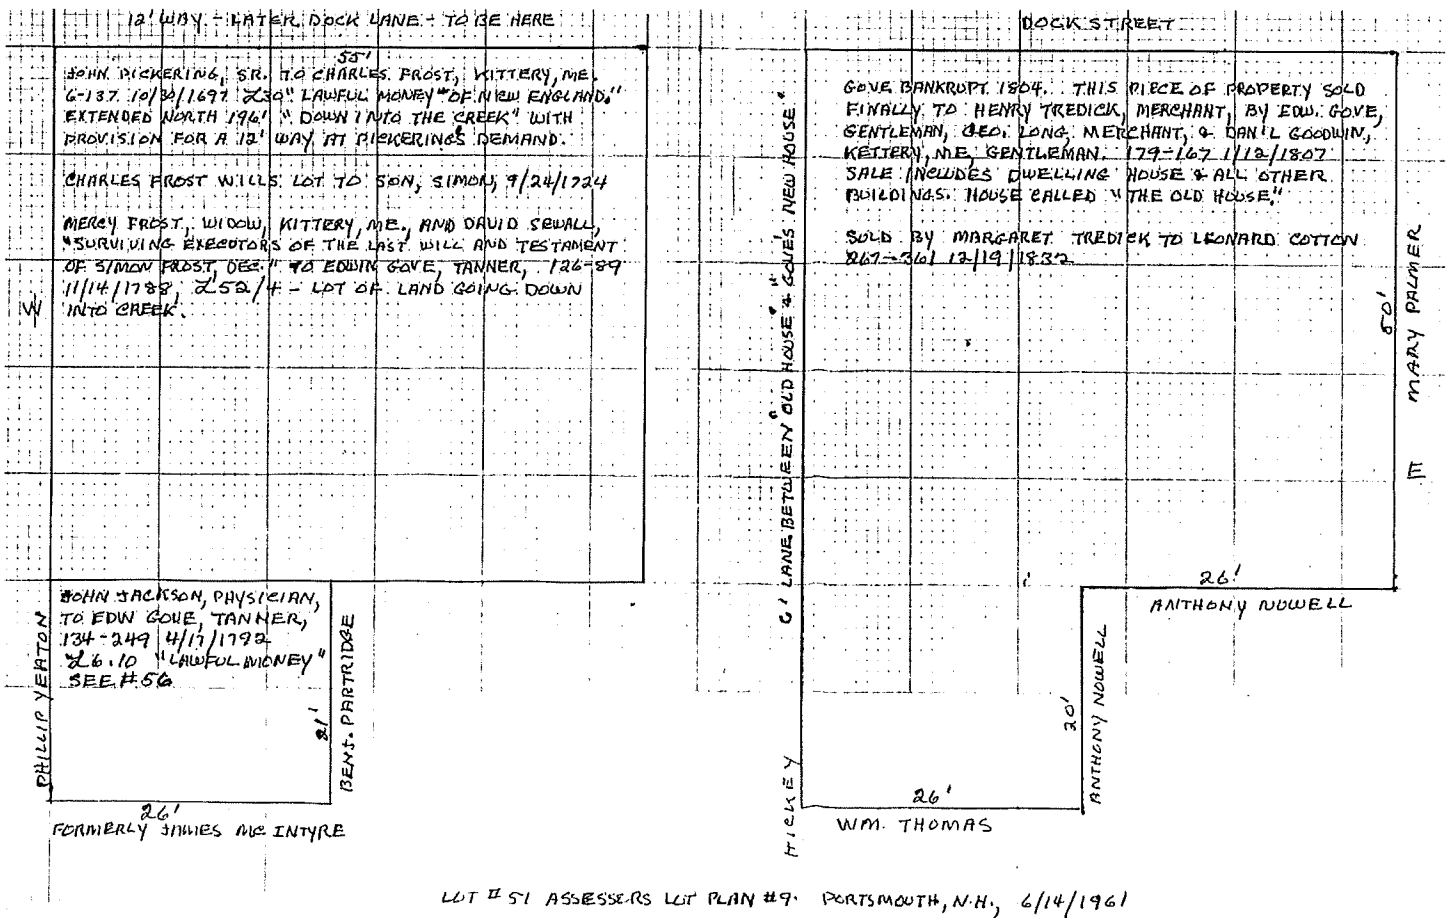 12' WAY - LATER DOCK LANE - TO BE HERE
55'
JOHN PICKERING, SR. TO CHARLES FROST, KITTERY, ME.
6-137 10/30/1697 £30 "LAWFUL MONEY" OF NEW ENGLAND."
EXTENDED NORTH 1961 "DOWN INTO THE CREEK" WITH
PROVISION FOR A 12' WAY AT PICKERING'S DEMAND.
CHARLES FROST WILLS LOT TO SON, SIMON, 9/24/1724
MERCY FROST, WIDOW, KITTERY, ME., AND DAVID SEWALL,
"SURVIVING EXECUTORS OF THE LAST WILL AND TESTAMENT
OF SIMON FROST, DEC." TO EDWIN GOVE, TANNER, 126-89
11/14/1788, £52/4 - LOT OF LAND GOING DOWN
INTO CREEK.
W
JOHN JACKSON, PHYSICIAN,
TO EDW GOVE, TANNER,
134-249 4/17/1792
£6.10 "LAWFUL MONEY"
SEE #56
PHILLIP YEATON
21'
BENJ. PARTRIDGE
26'
FORMERLY JAMES MC INTYRE
DOCK STREET
GOVE BANKRUPT 1804. THIS PIECE OF PROPERTY SOLD
FINALLY TO HENRY TREDICK, MERCHANT, BY EDW. GOVE,
GENTLEMAN, GEO. LONG, MERCHANT, & DAN'L GOODWIN,
KETTERY, ME, GENTLEMAN. 179-167 1/12/1807
SALE INCLUDES DWELLING HOUSE & ALL OTHER
BUILDINGS. HOUSE CALLED "THE OLD HOUSE."
SOLD BY MARGARET TREDICK TO LEONARD COTTON
267-361 12/19/1832
6' LANE BETWEEN "OLD HOUSE" & "GOVE'S NEW HOUSE"
HICKEY
50'
E MARY PALMER
26'
ANTHONY NOWELL
20'
ANTHONY NOWELL
26'
WM. THOMAS
LOT #51 ASSESSERS LOT PLAN #9. PORTSMOUTH, N.H., 6/14/1961